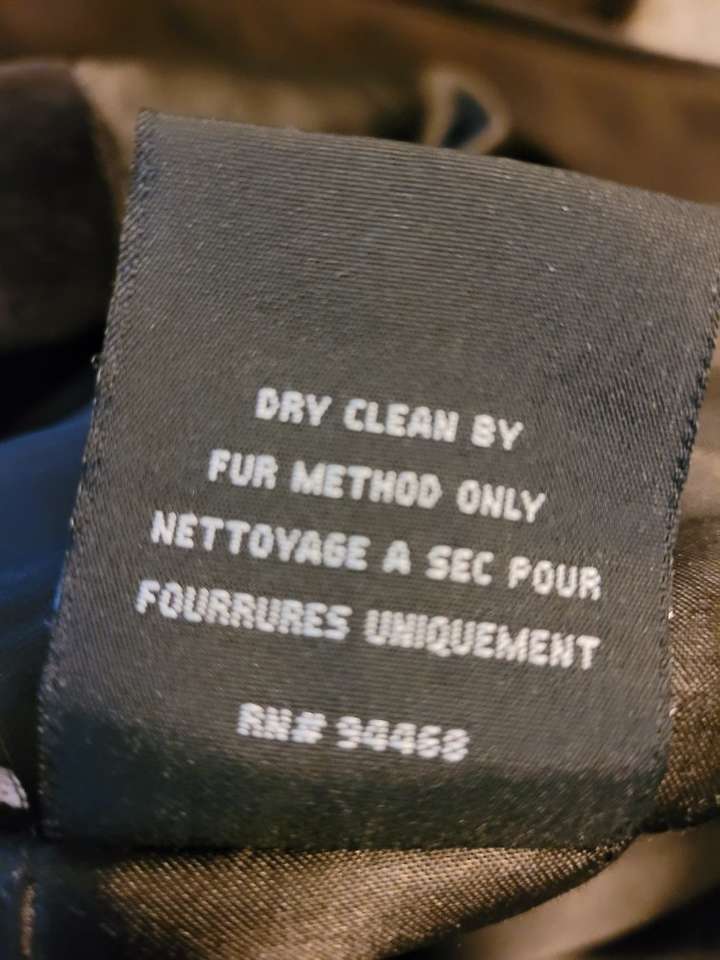 DRY CLEAN BY
FUR METHOD ONLY
NETTOYAGE A SEC POUR
FOURRURES UNIQUEMENT
RN# 94468